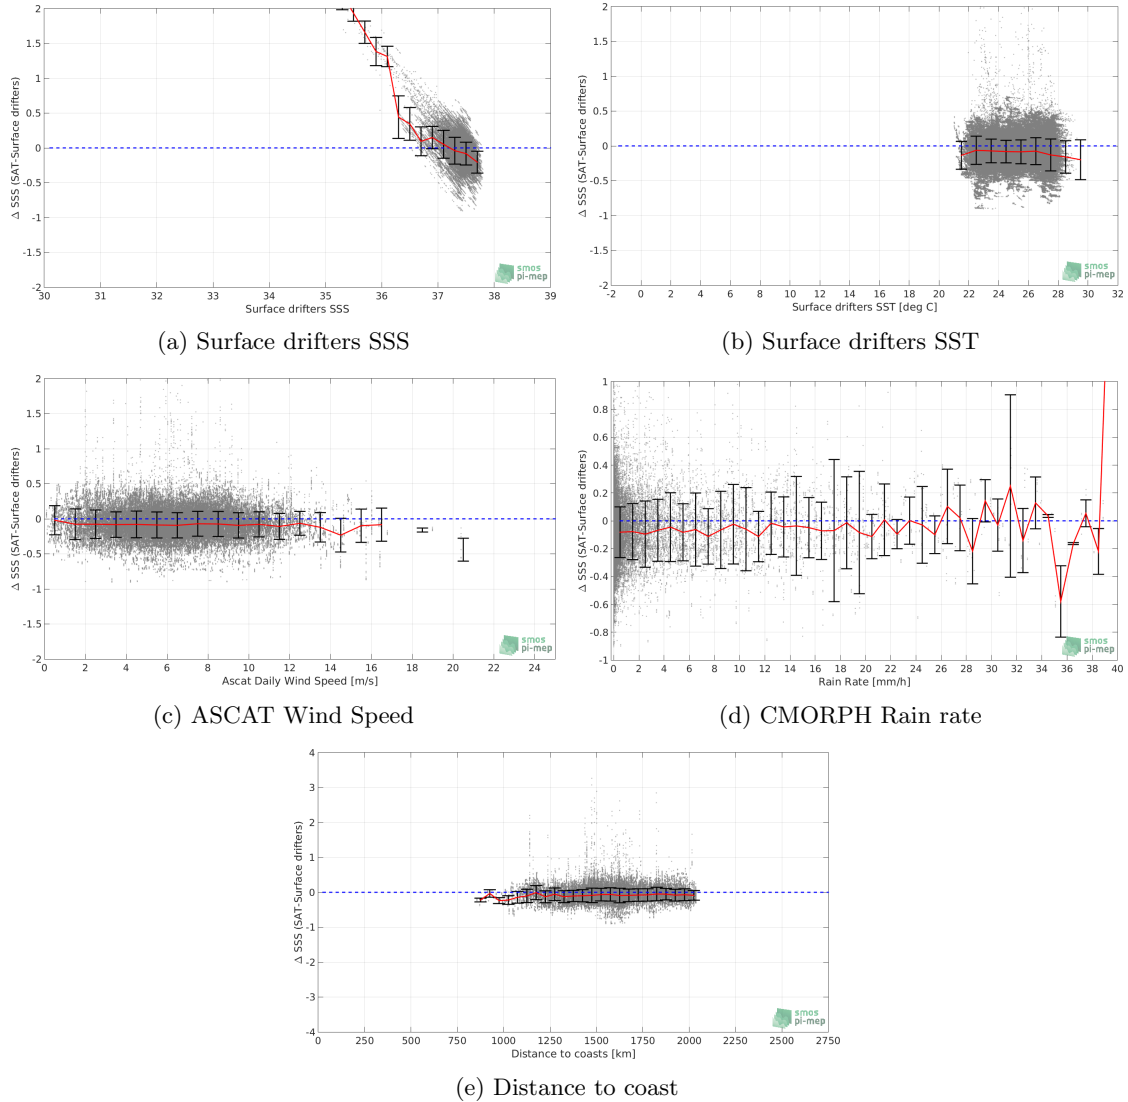 2
1.5
1
0.5
0
-0.5
-1
-1.5
-2
Δ SSS (SAT-Surface drifters)
30 31 32 33 34 35 36 37 38 39
Surface drifters SSS
smos
pi-mep
(a) Surface drifters SSS
2
1.5
1
0.5
0
-0.5
-1
-1.5
-2
Δ SSS (SAT-Surface drifters)
-2 0 2 4 6 8 10 12 14 16 18 20 22 24 26 28 30 32
Surface drifters SST [deg C]
smos
pi-mep
(b) Surface drifters SST
2
1.5
1
0.5
0
-0.5
-1
-1.5
-2
Δ SSS (SAT-Surface drifters)
0 2 4 6 8 10 12 14 16 18 20 22 24
Ascat Daily Wind Speed [m/s]
smos
pi-mep
(c) ASCAT Wind Speed
1
0.8
0.6
0.4
0.2
0
-0.2
-0.4
-0.6
-0.8
-1
Δ SSS (SAT-Surface drifters)
0 2 4 6 8 10 12 14 16 18 20 22 24 26 28 30 32 34 36 38 40
Rain Rate [mm/h]
smos
pi-mep
(d) CMORPH Rain rate
4
3
2
1
0
-1
-2
-3
-4
Δ SSS (SAT-Surface drifters)
0 250 500 750 1000 1250 1500 1750 2000 2250 2500 2750
Distance to coasts [km]
smos
pi-mep
(e) Distance to coast